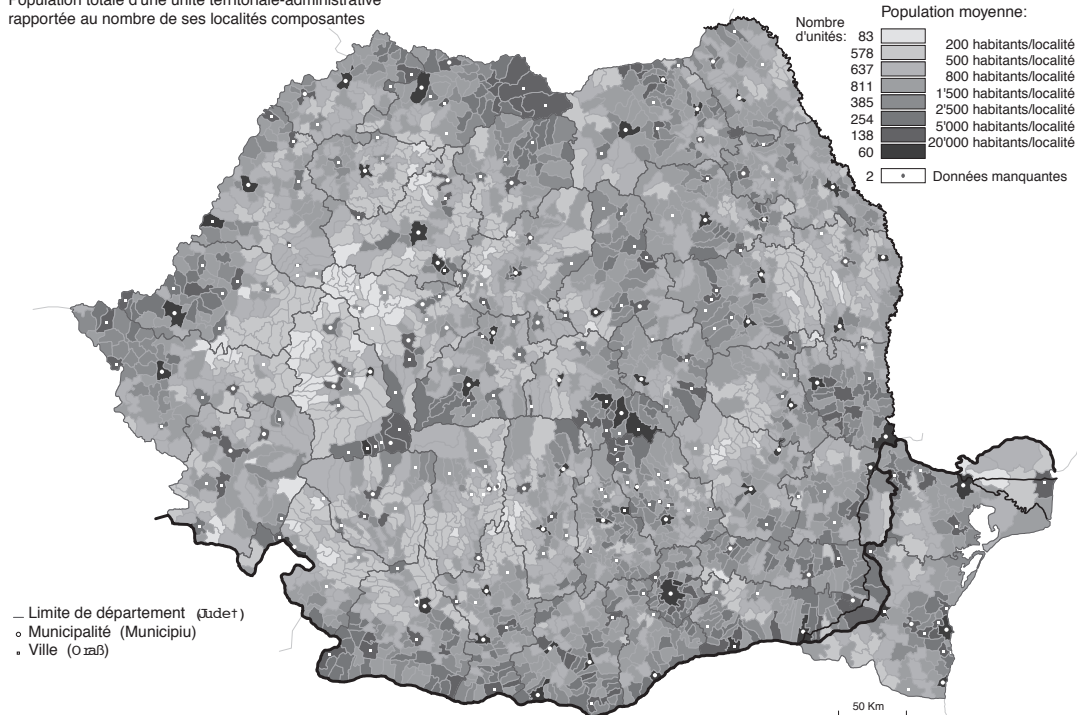 Population totale d'une unité territoriale-administrative
rapportée au nombre de ses localités composantes
Nombre
d'unités:
Population moyenne:
83
200 habitants/localité
578
500 habitants/localité
637
800 habitants/localité
811
1'500 habitants/localité
385
2'500 habitants/localité
254
5'000 habitants/localité
138
20'000 habitants/localité
60
2
Données manquantes
Limite de département (Judet)
Municipalité (Municipiu)
Ville (Oraß)
50 Km